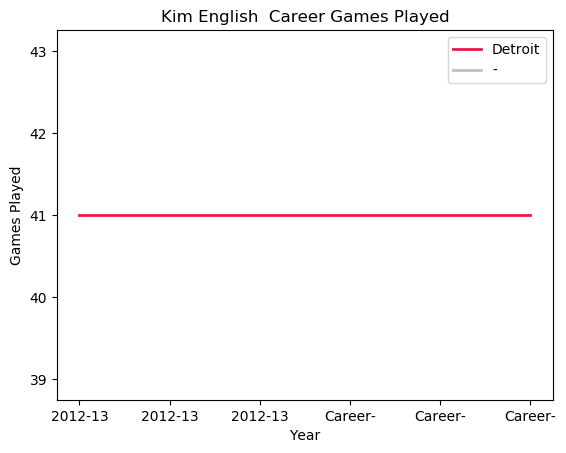 Kim English  Career Games Played
Detroit
-
43
42
41
40
39
Games Played
2012-13 2012-13 2012-13 Career- Career- Career-
Year